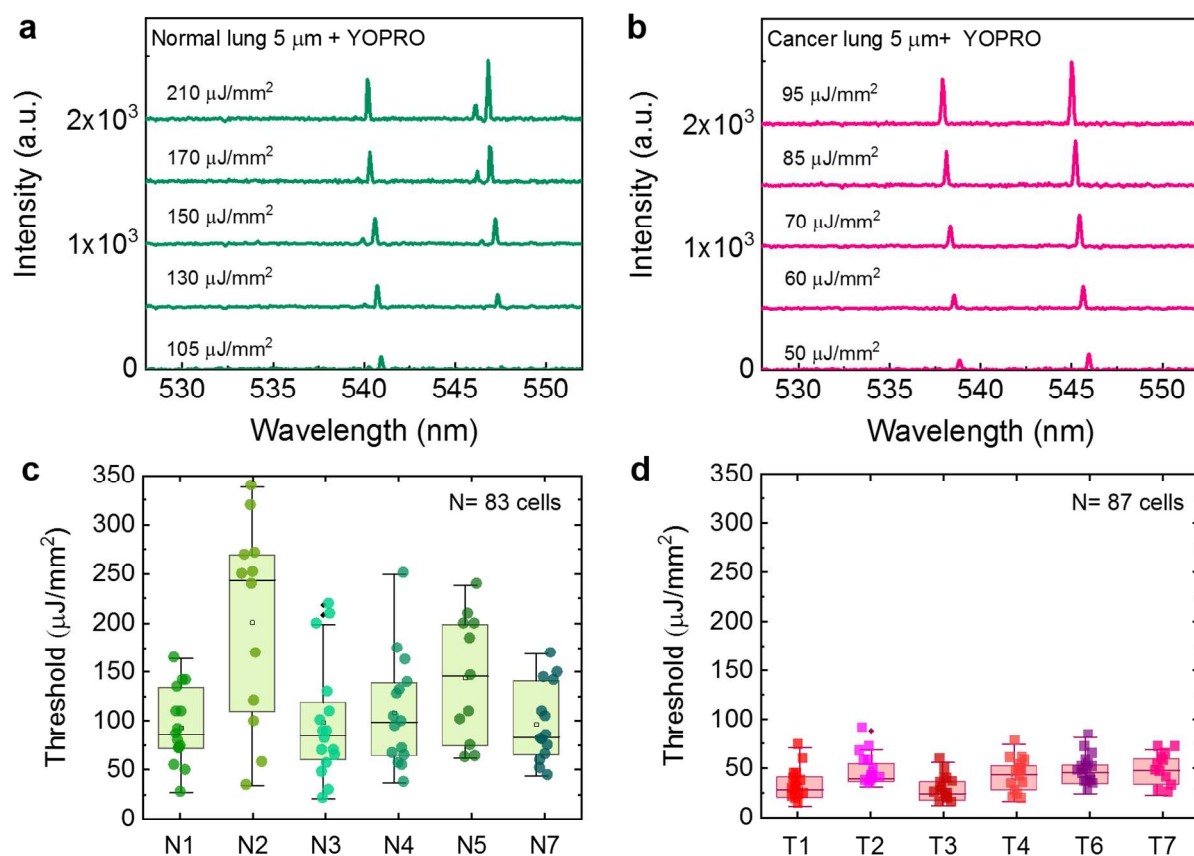 a
Normal lung 5 μm + YOPRO
210 μJ/mm²
170 μJ/mm²
150 μJ/mm²
130 μJ/mm²
105 μJ/mm²
2x10³
1x10³
0
Intensity (a.u.)
530 535 540 545 550
Wavelength (nm)
b
Cancer lung 5 μm+ YOPRO
95 μJ/mm²
85 μJ/mm²
70 μJ/mm²
60 μJ/mm²
50 μJ/mm²
2x10³
1x10³
0
Intensity (a.u.)
530 535 540 545 550
Wavelength (nm)
c
N= 83 cells
350
300
250
200
150
100
50
0
Threshold (μJ/mm²)
N1 N2 N3 N4 N5 N7
d
N= 87 cells
350
300
250
200
150
100
50
0
Threshold (μJ/mm²)
T1 T2 T3 T4 T6 T7